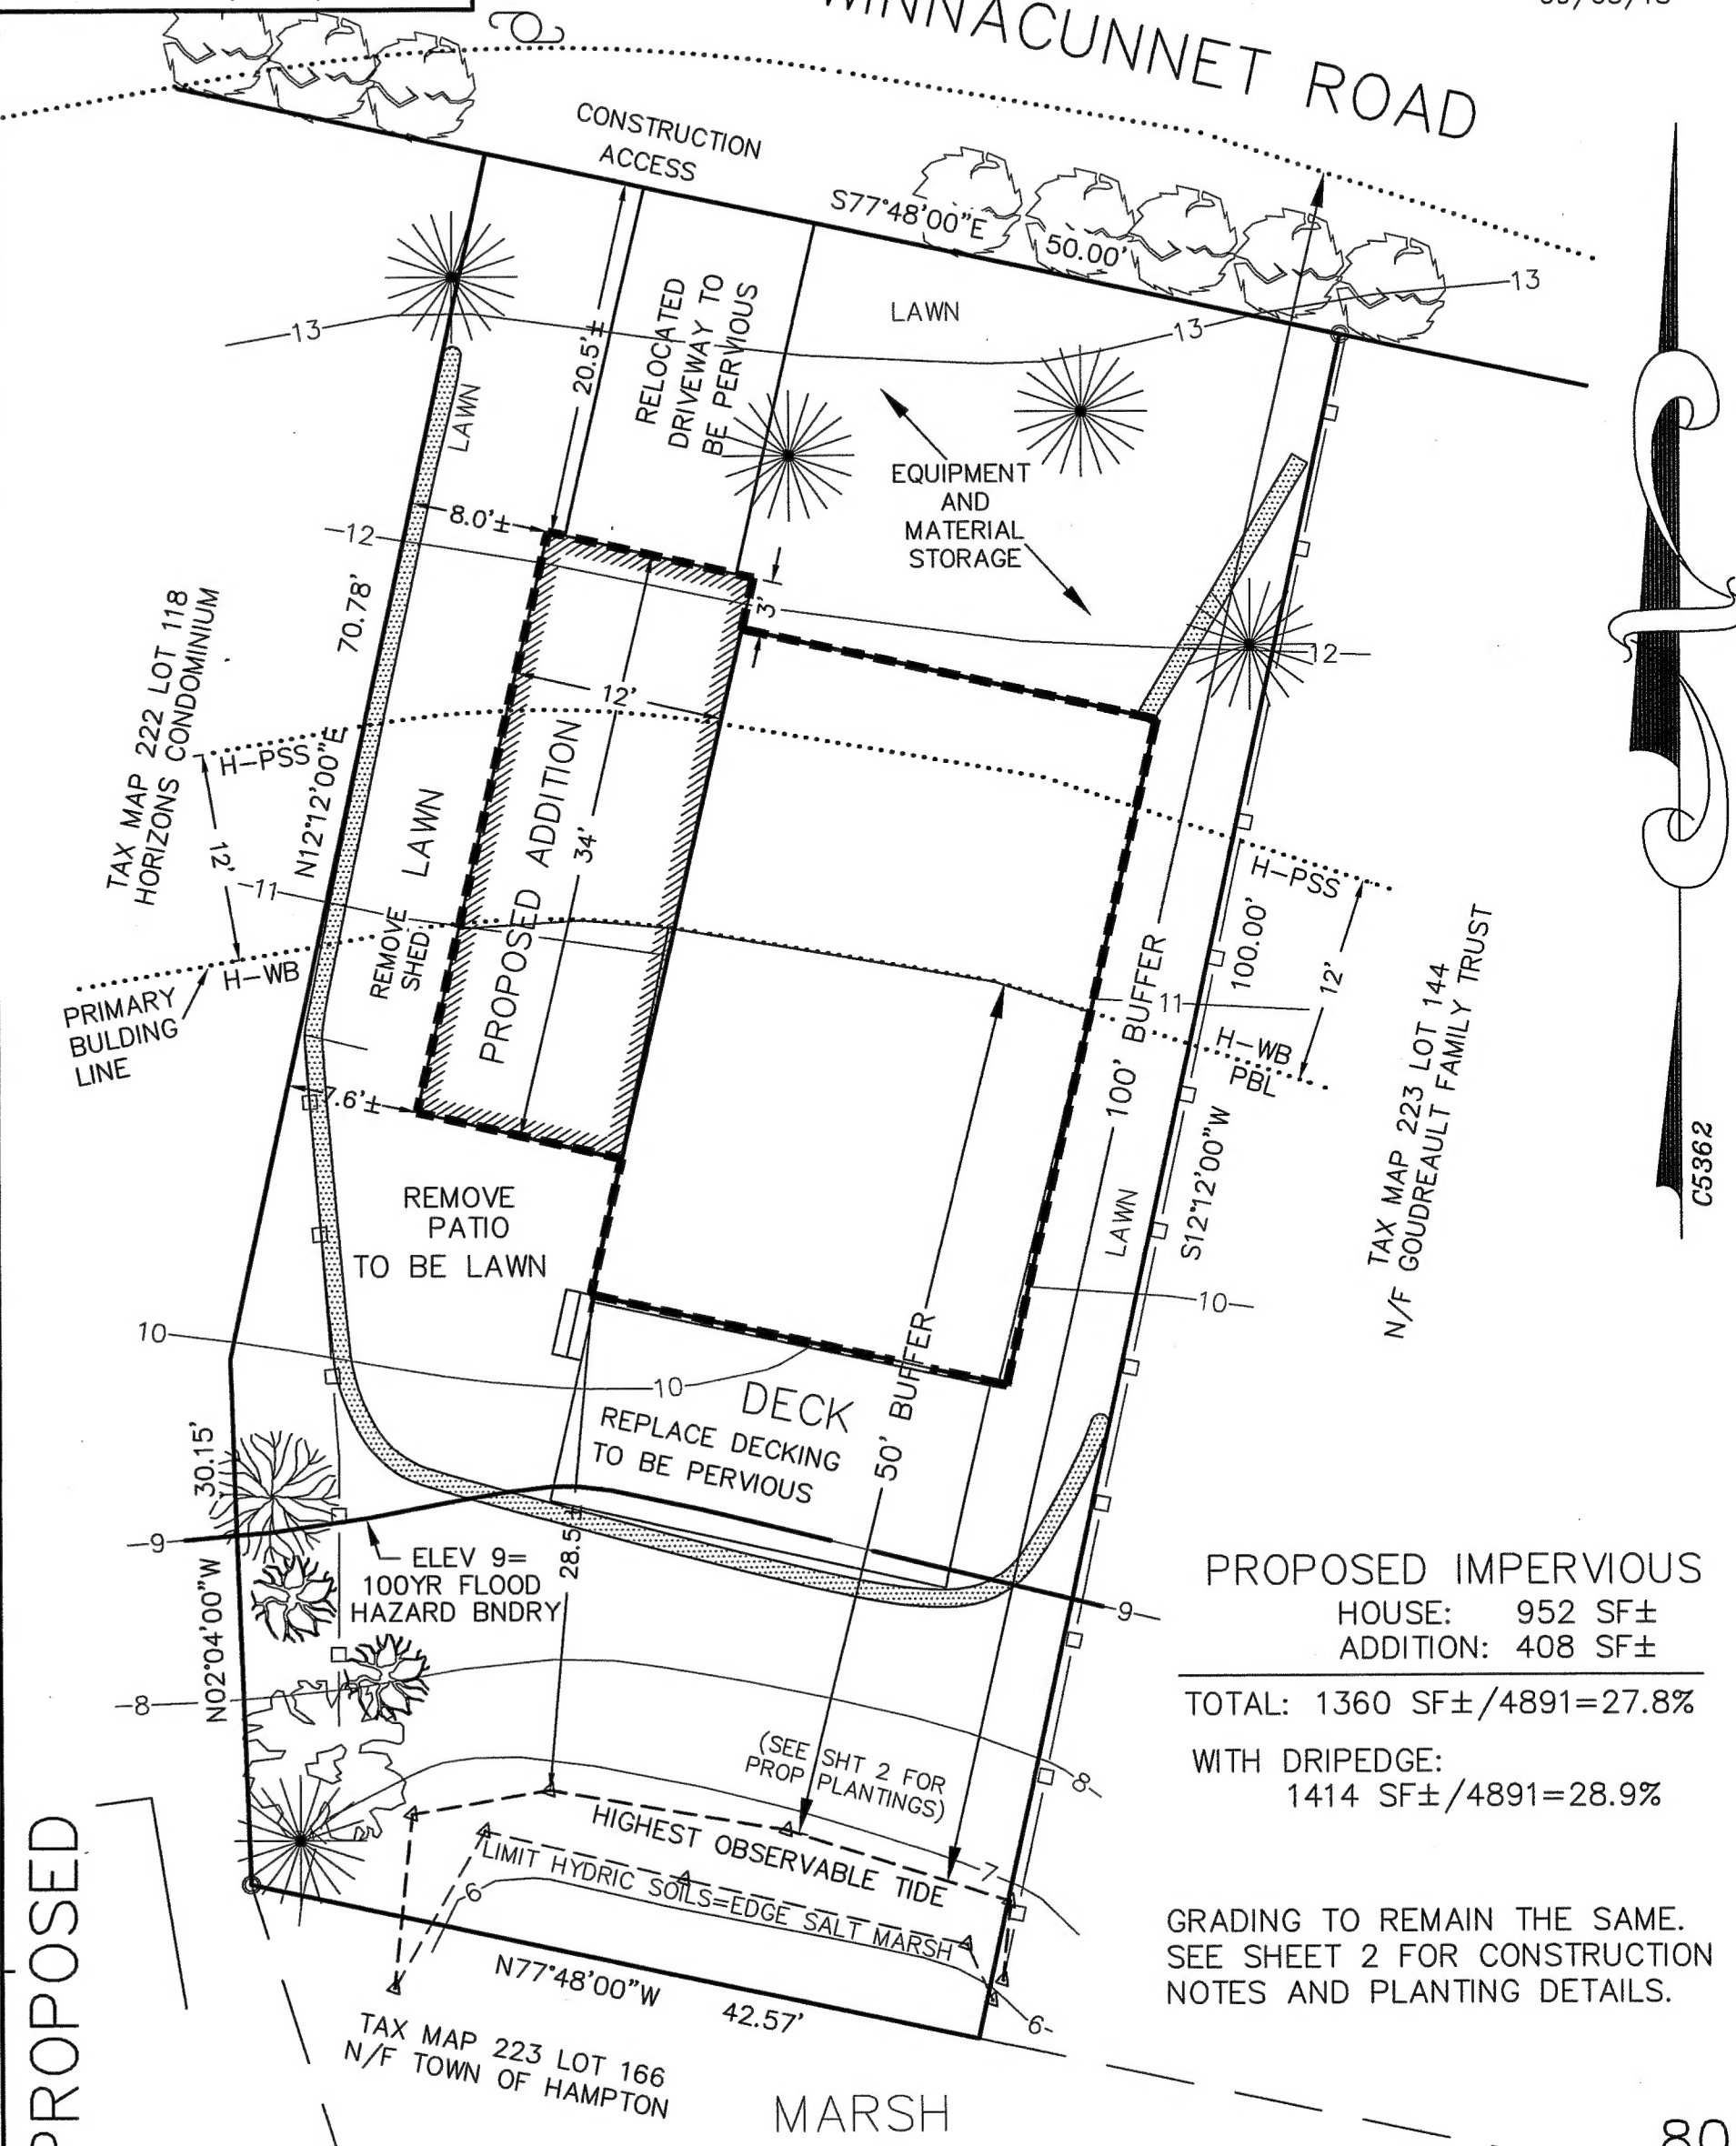 WINNACUNNET ROAD
CONSTRUCTION
ACCESS
S77°48'00"E
50.00'
13
13
13
LAWN
20.5'±
RELOCATED
DRIVEWAY TO
BE PERVIOUS
LAWN
EQUIPMENT
AND
MATERIAL
STORAGE
8.0'±
12
12
3'
70.78'
12'
TAX MAP 222 LOT 118
HORIZONS CONDOMINIUM
H-PSS
N12°12'00"E
12'
11
H-WB
PRIMARY
BULDING
LINE
LAWN
REMOVE
SHED
PROPOSED ADDITION
34'
H-PSS
100.00'
12'
11
H-WB
PBL
100' BUFFER
LAWN
S12°12'00"W
TAX MAP 223 LOT 144
N/F GOUDREAULT FAMILY TRUST
C5362
7.6'±
REMOVE
PATIO
TO BE LAWN
10
10
10
DECK
REPLACE DECKING
TO BE PERVIOUS
50' BUFFER
30.15'
9
ELEV 9=
100YR FLOOD
HAZARD BNDRY
28.5'±
9
N02°04'00"W
8
8
(SEE SHT 2 FOR
PROP PLANTINGS)
HIGHEST OBSERVABLE TIDE
7
LIMIT HYDRIC SOILS=EDGE SALT MARSH
6
6
N77°48'00"W
42.57'
TAX MAP 223 LOT 166
N/F TOWN OF HAMPTON
MARSH
PROPOSED IMPERVIOUS
HOUSE: 952 SF±
ADDITION: 408 SF±
TOTAL: 1360 SF±/4891=27.8%
WITH DRIPEDGE:
1414 SF±/4891=28.9%
GRADING TO REMAIN THE SAME.
SEE SHEET 2 FOR CONSTRUCTION
NOTES AND PLANTING DETAILS.
PROPOSED
80